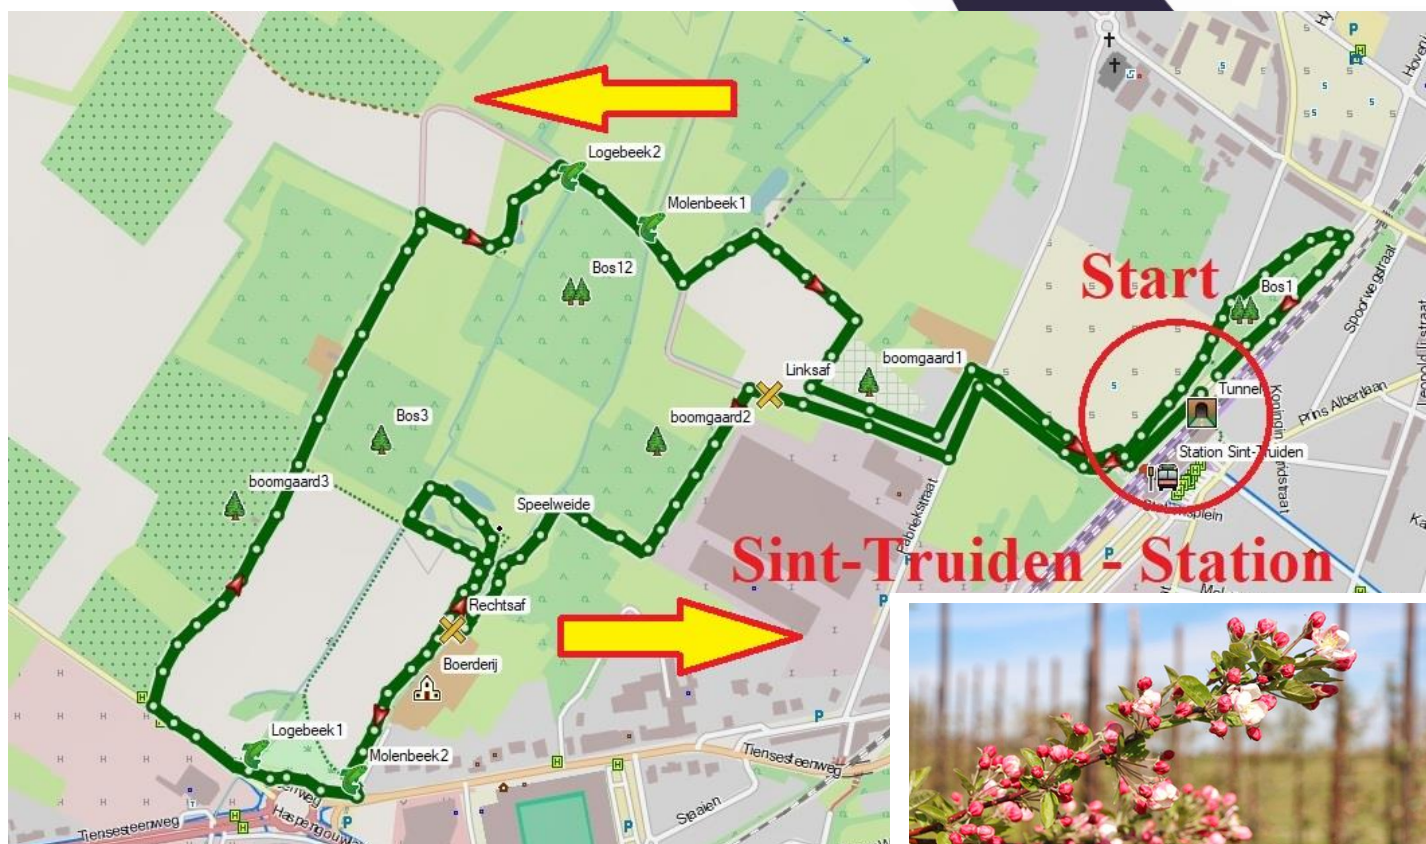 Logebeek2
Molenbeek1
Bos12
Start
Bos1
Spoorwegstraat
Linksaf
boomgaard1
Tunnel
Prins Albertlaan
Bos3
boomgaard2
Station Sint-Truiden
boomgaard3
Speelweide
Fabriekstraat
Sint-Truiden - Station
Rechtsaf
Boerderij
Logebeek1
Molenbeek2
Tiensesteenweg
Tiensesteenweg
Staaien